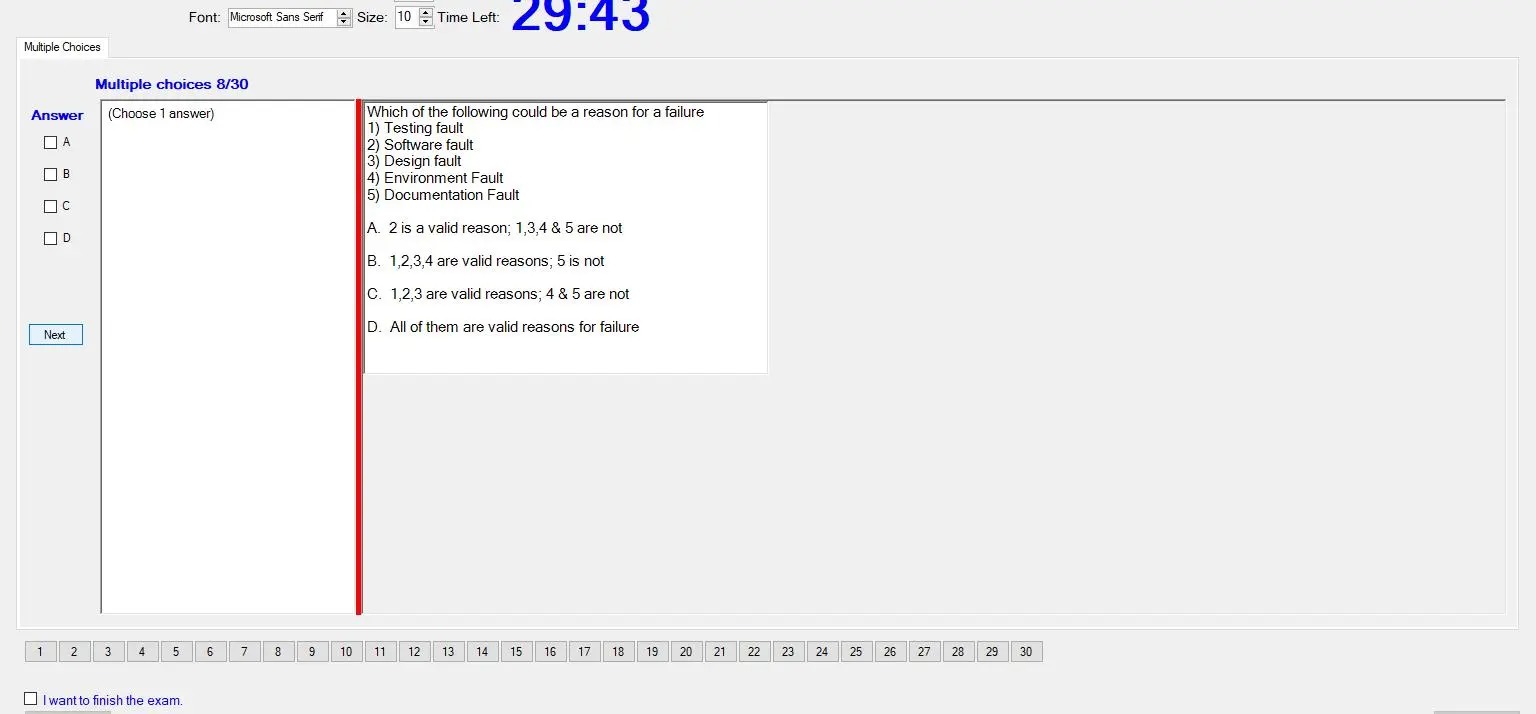 Font: Microsoft Sans Serif Size: 10 Time Left: 29:43
Multiple Choices
Multiple choices 8/30
Answer
A
B
C
D
Next
(Choose 1 answer)
Which of the following could be a reason for a failure
1) Testing fault
2) Software fault
3) Design fault
4) Environment Fault
5) Documentation Fault
A. 2 is a valid reason; 1,3,4 & 5 are not
B. 1,2,3,4 are valid reasons; 5 is not
C. 1,2,3 are valid reasons; 4 & 5 are not
D. All of them are valid reasons for failure
1 2 3 4 5 6 7 8 9 10 11 12 13 14 15 16 17 18 19 20 21 22 23 24 25 26 27 28 29 30
I want to finish the exam.